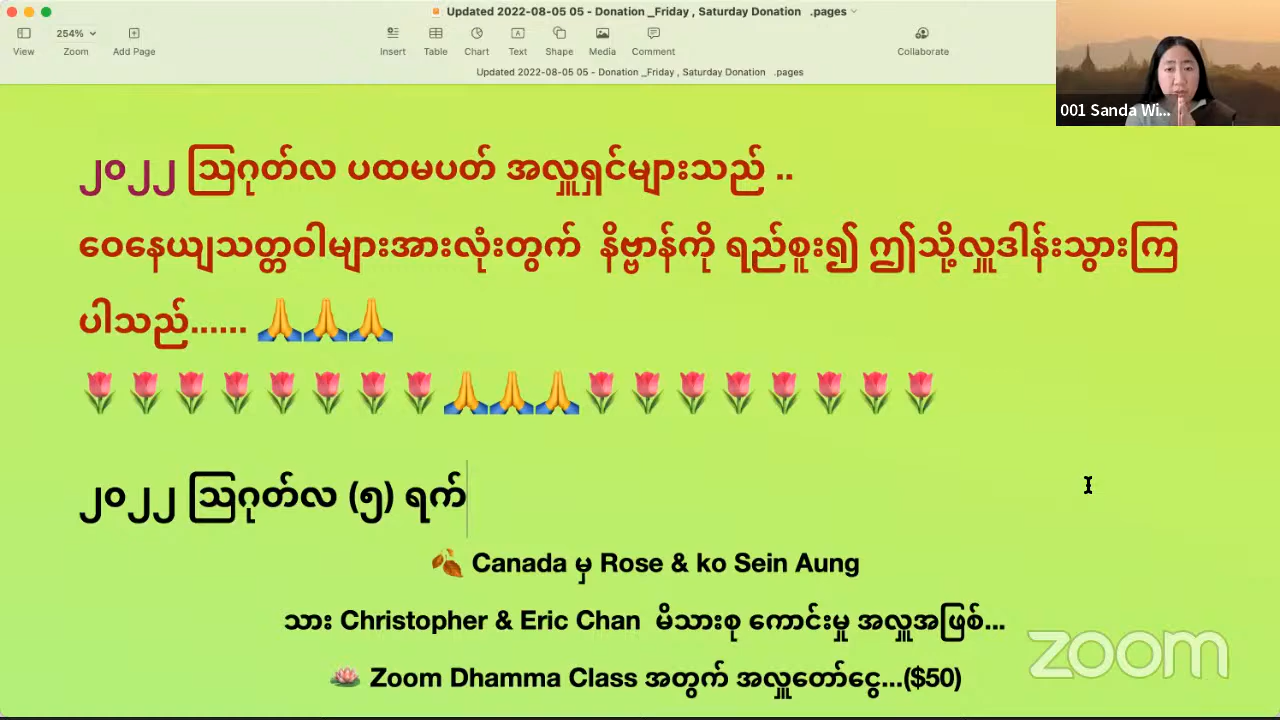 Updated 2022-08-05 05 - Donation _Friday , Saturday Donation .pages
254%
View Zoom Add Page Insert Table Chart Text Shape Media Comment Collaborate
Updated 2022-08-05 05 - Donation _Friday , Saturday Donation .pages
001 Sanda Wi...
၂၀၂၂ ဩဂုတ်လ ပထမပတ် အလှူရှင်များသည် ..
ဝေနေယျသတ္တဝါများအားလုံးတွက် နိဗ္ဗာန်ကို ရည်စူး၍ ဤသို့လှူဒါန်းသွားကြ
ပါသည်...... 🙏🙏🙏
🌷🌷🌷🌷🌷🌷🌷🌷🙏🙏🙏🌷🌷🌷🌷🌷🌷🌷🌷
၂၀၂၂ ဩဂုတ်လ (၅) ရက်
🍂 Canada မှ Rose & ko Sein Aung
သား Christopher & Eric Chan မိသားစု ကောင်းမှု အလှူအဖြစ်...
🪷 Zoom Dhamma Class အတွက် အလှူတော်ငွေ...($50)
zoom